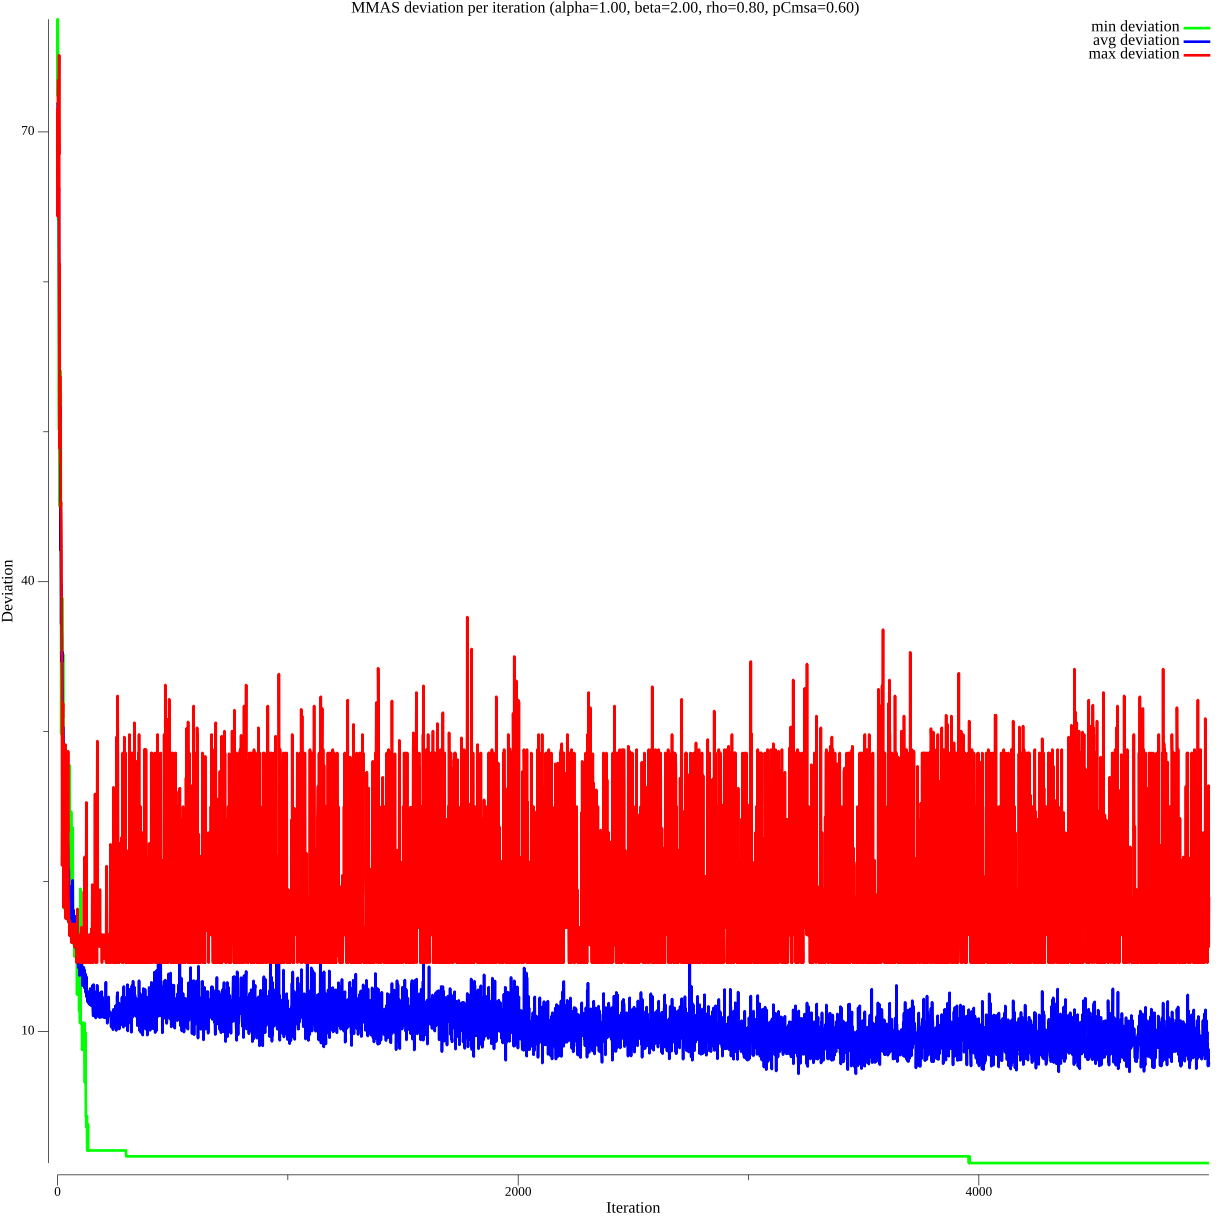 MMAS deviation per iteration (alpha=1.00, beta=2.00, rho=0.80, pCmsa=0.60)
min deviation
avg deviation
max deviation
70
40
10
Deviation
0
2000
4000
Iteration